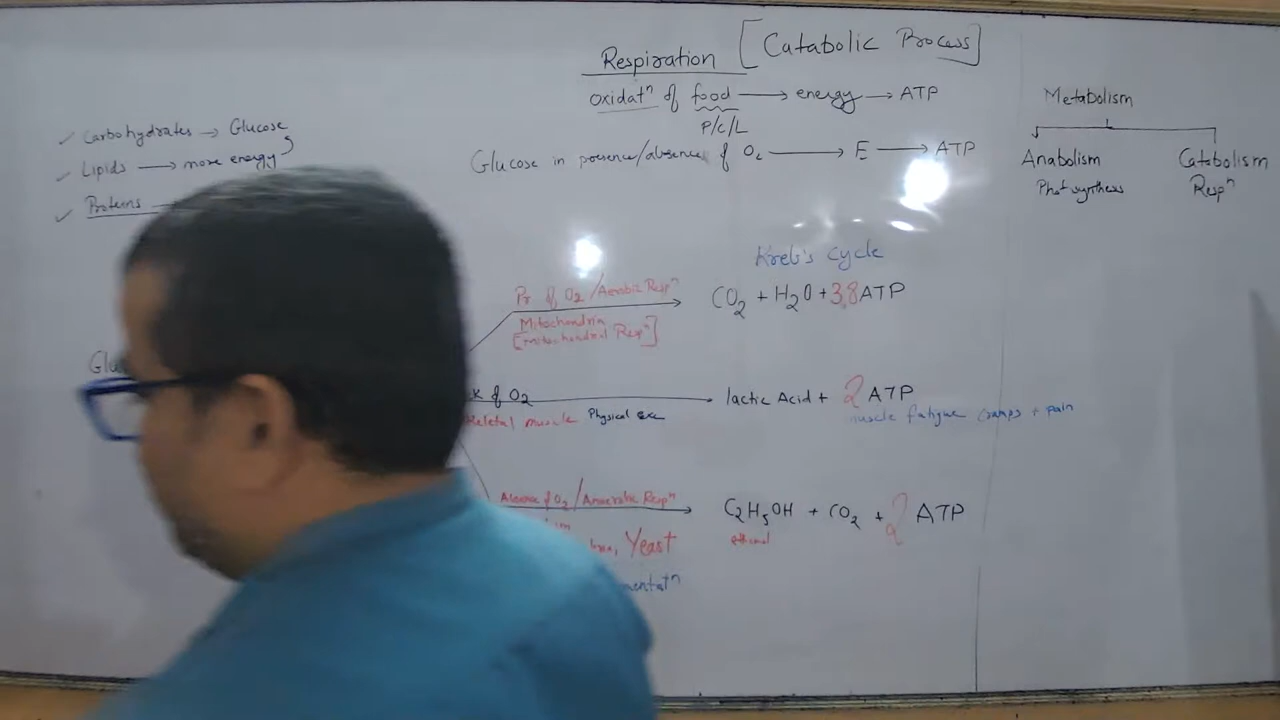 Respiration [Catabolic Process]
oxidatⁿ of food → energy → ATP
P/C/L
Glucose in presence/absence of O₂ → E → ATP
Metabolism
Anabolism
Photosynthesis
Catabolism
Respⁿ
✓ Carbohydrates → Glucose
✓ Lipids → more energy
✓ Proteins
Kreb's cycle
Pr. of O₂ / Aerobic Respⁿ
CO₂ + H₂O + 38 ATP
Mitochondria
[Mitochondrial Respⁿ]
Glu
k of O₂ → lactic Acid + 2 ATP
keletal muscle Physical exe
muscle fatigue cramps + pain
Absence of O₂ / Anaerobic Respⁿ
C₂H₅OH + CO₂ + 2 ATP
ethanol
Yeast
mentatⁿ